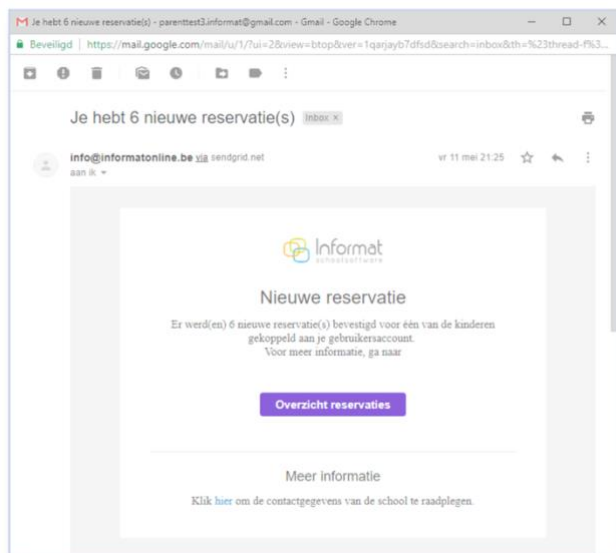 Je hebt 6 nieuwe reservatie(s) - parenttest3.informat@gmail.com - Gmail - Google Chrome
Beveiligd | https://mail.google.com/mail/u/1/?ui=2&view=btop&ver=1qarjayb7dfsd&search=inbox&th=%23thread-f%3...
Je hebt 6 nieuwe reservatie(s) Inbox ×
info@informatonline.be via sendgrid.net vr 11 mei 21:25
aan ik
Informat
schoolsoftware
Nieuwe reservatie
Er werd(en) 6 nieuwe reservatie(s) bevestigd voor één van de kinderen
gekoppeld aan je gebruikersaccount.
Voor meer informatie, ga naar
Overzicht reservaties
Meer informatie
Klik hier om de contactgegevens van de school te raadplegen.